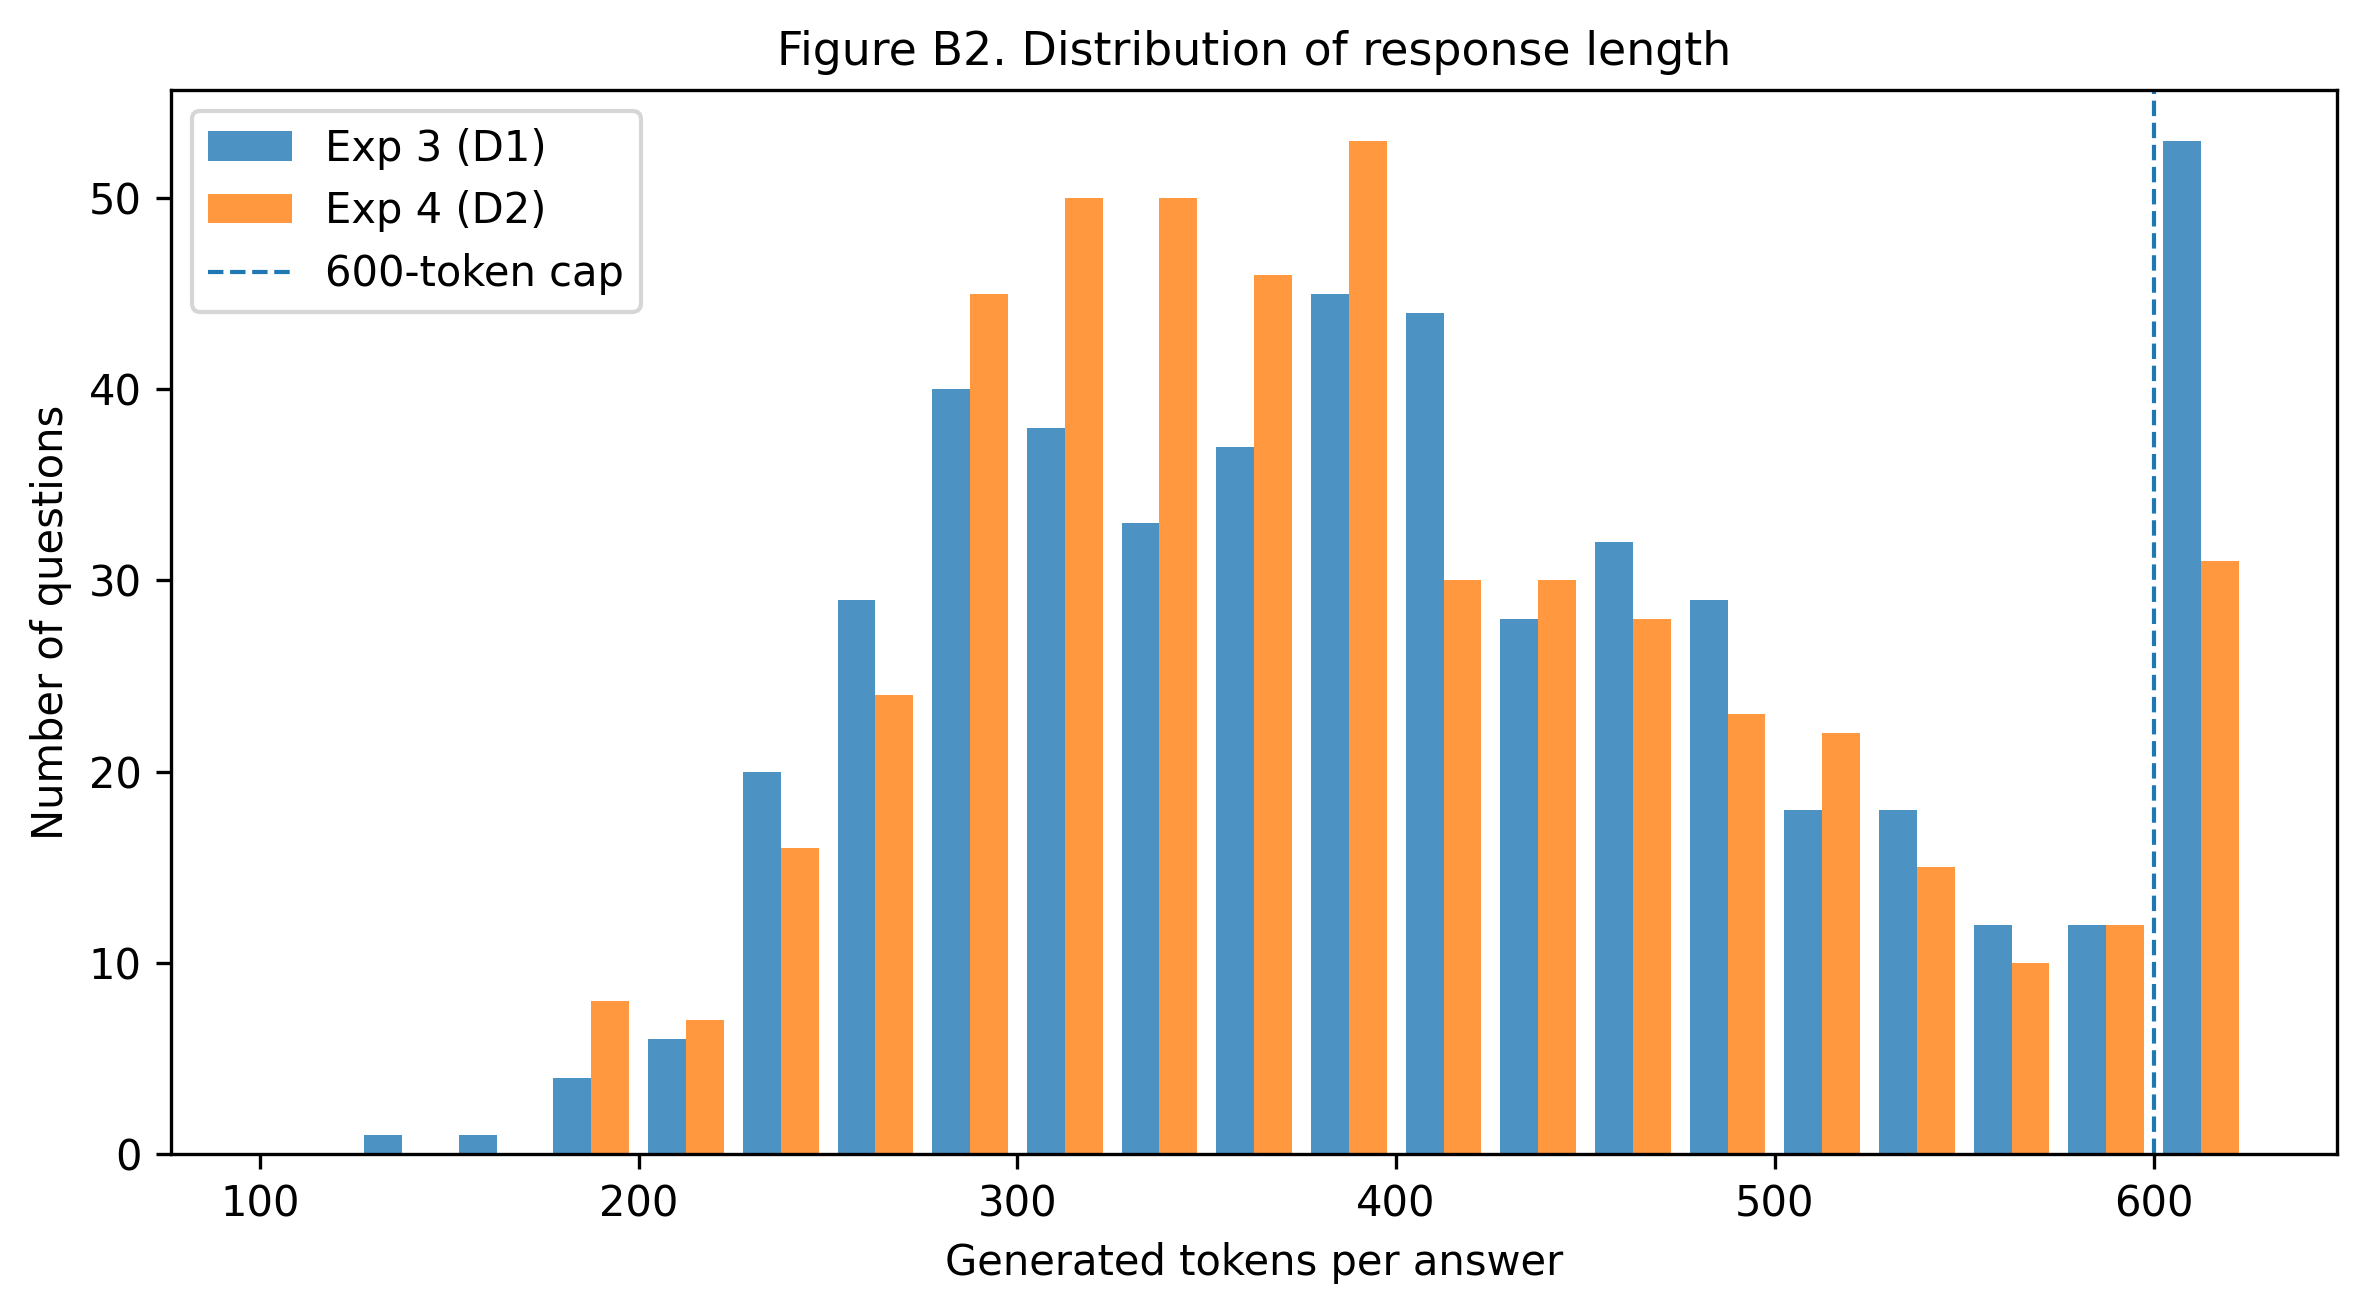 Figure B2. Distribution of response length
Exp 3 (D1)
Exp 4 (D2)
600-token cap
Number of questions
50
40
30
20
10
0
100 200 300 400 500 600
Generated tokens per answer